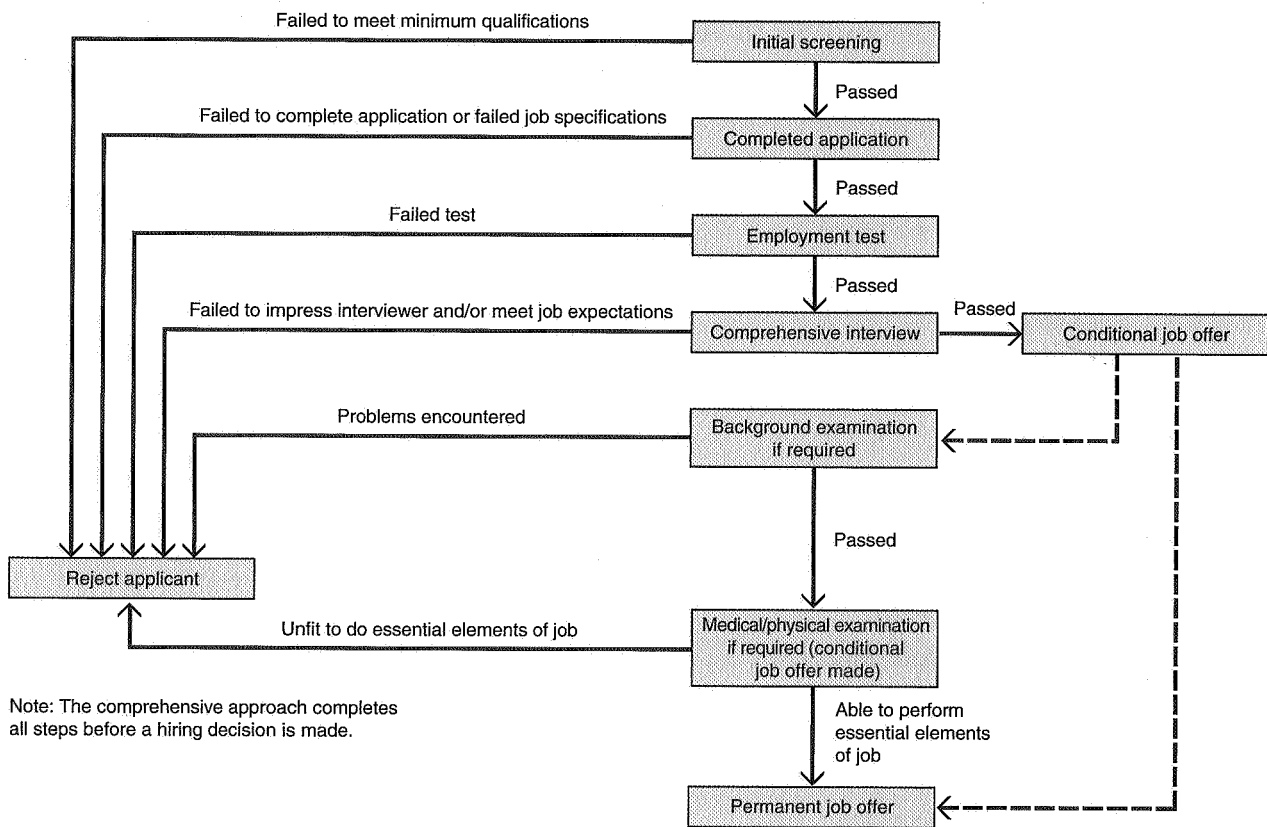 Failed to meet minimum qualifications
Initial screening
Passed
Failed to complete application or failed job specifications
Completed application
Passed
Failed test
Employment test
Passed
Failed to impress interviewer and/or meet job expectations
Comprehensive interview
Passed
Conditional job offer
Problems encountered
Background examination
if required
Passed
Reject applicant
Unfit to do essential elements of job
Medical/physical examination
if required (conditional
job offer made)
Note: The comprehensive approach completes
all steps before a hiring decision is made.
Able to perform
essential elements
of job
Permanent job offer